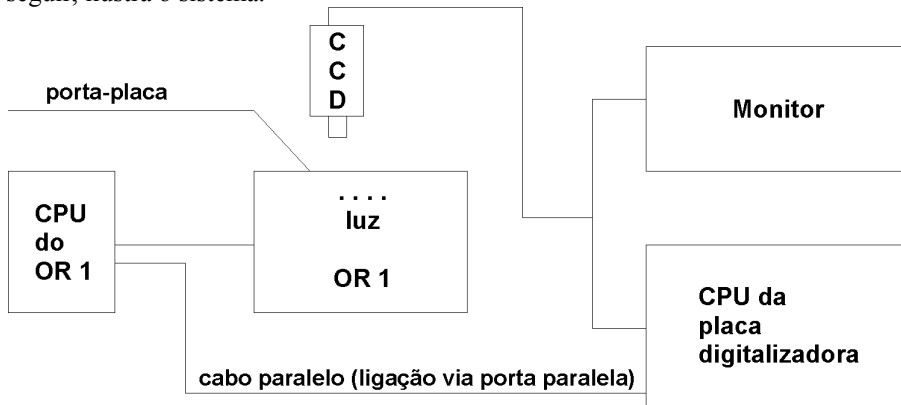 seguir, ilustra o sistema.
C
C
D
porta-placa
Monitor
CPU
do
OR 1
. . . .
luz
OR 1
CPU da
placa
digitalizadora
cabo paralelo (ligação via porta paralela)